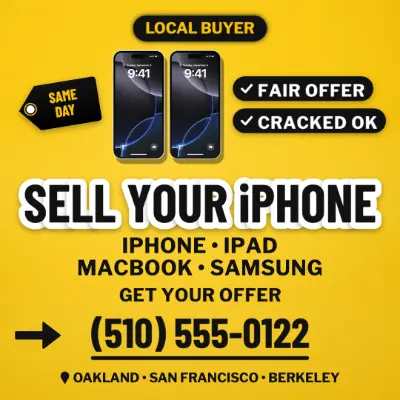 LOCAL BUYER
SAME
DAY
9:41
9:41
FAIR OFFER
CRACKED OK
SELL YOUR iPHONE
IPHONE • IPAD
MACBOOK • SAMSUNG
GET YOUR OFFER
(510) 555-0122
OAKLAND • SAN FRANCISCO • BERKELEY